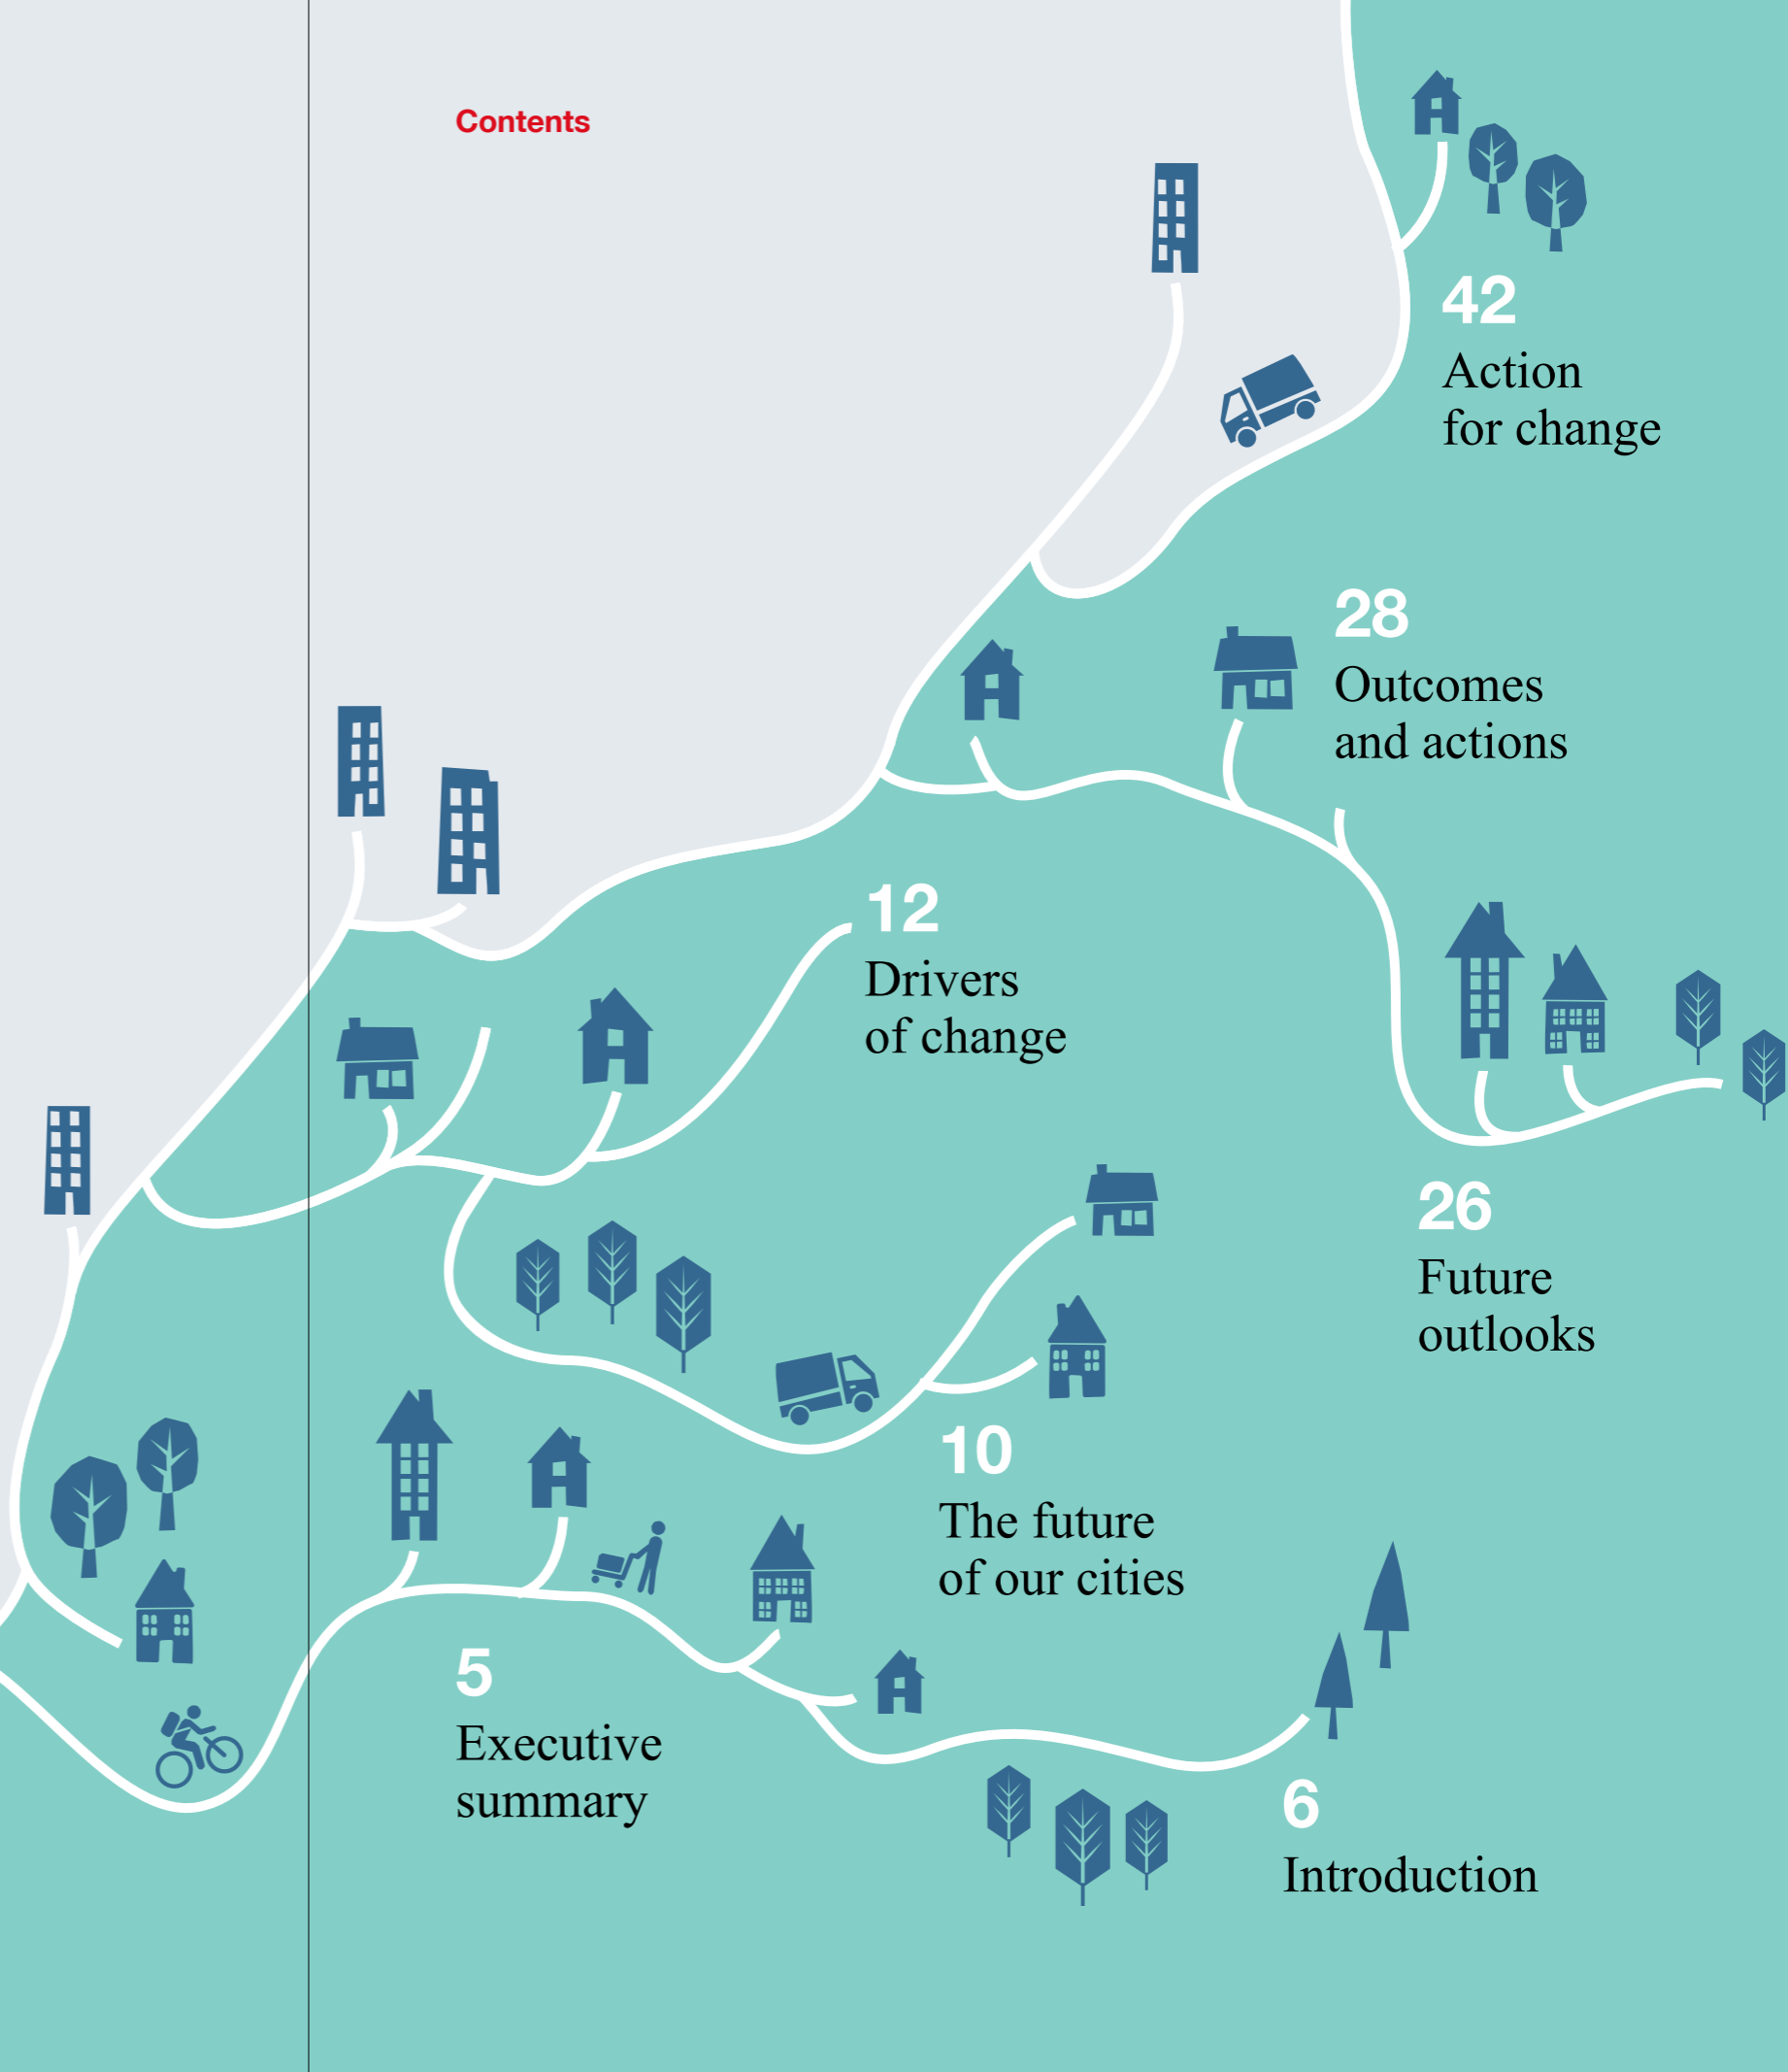 Contents
42
Action
for change
28
Outcomes
and actions
12
Drivers
of change
26
Future
outlooks
10
The future
of our cities
5
Executive
summary
6
Introduction